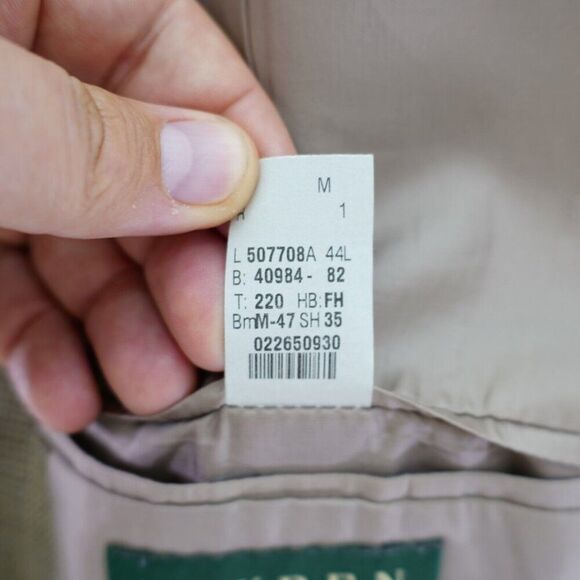 M
1
L 507708A 44L
B: 40984- 82
T: 220 HB:FH
BmM-47 SH 35
022650930